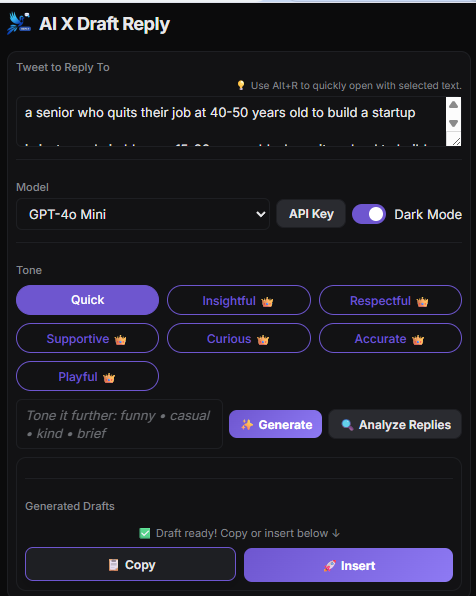 AI X Draft Reply
Tweet to Reply To
💡 Use Alt+R to quickly open with selected text.
a senior who quits their job at 40-50 years old to build a startup
Model
GPT-4o Mini
API Key
Dark Mode
Tone
Quick
Insightful 👑
Respectful 👑
Supportive 👑
Curious 👑
Accurate 👑
Playful 👑
Tone it further: funny • casual
• kind • brief
✨ Generate
🔍 Analyze Replies
Generated Drafts
✅ Draft ready! Copy or insert below ↓
📋 Copy
🚀 Insert